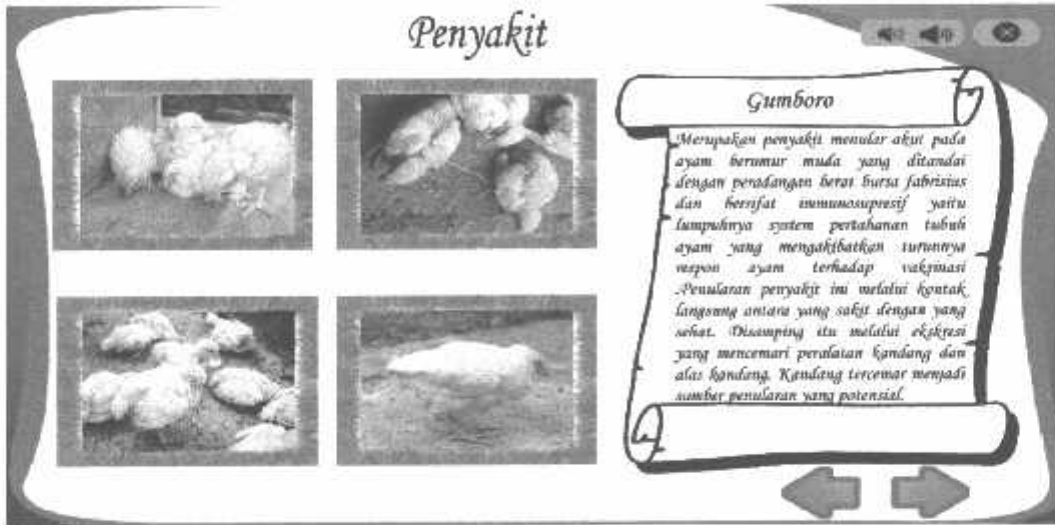 Penyakit
Gumboro
Merupakan penyakit menular akut pada
ayam berumur muda yang ditandai
dengan peradangan berat bursa fabrisius
dan bersifat immunosupresif yaitu
lumpuhnya system pertahanan tubuh
ayam yang mengakibatkan turunnya
respon ayam terhadap vaksinasi
.Penularan penyakit ini melalui kontak
langsung antara yang sakit dengan yang
sehat. Disamping itu melalui ekskresi
yang mencemari peralatan kandang dan
alas kandang. Kandang tercemar menjadi
sumber penularan yang potensial.